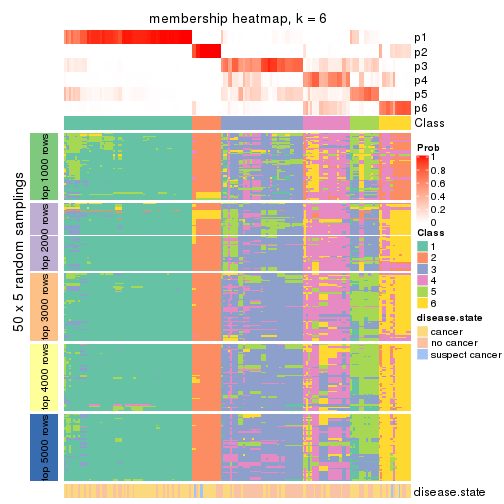 membership heatmap, k = 6
p1
p2
p3
p4
p5
p6
Class
50 x 5 random samplings
top 1000 rows
top 2000 rows
top 3000 rows
top 4000 rows
top 5000 rows
Prob
1
0.8
0.6
0.4
0.2
0
Class
1
2
3
4
5
6
disease.state
cancer
no cancer
suspect cancer
disease.state